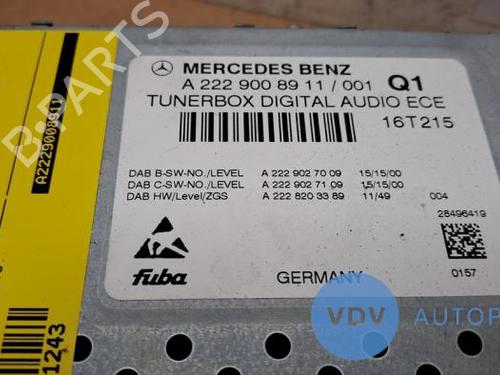 MERCEDES BENZ
A 222 900 89 11 / 001 Q1
TUNERBOX DIGITAL AUDIO ECE
16T215
DAB B-SW-NO./LEVEL A 222 902 70 09 15/15/00
DAB C-SW-NO./LEVEL A 222 902 71 09 15/15/00
DAB HW/Level/ZGS A 222 820 33 89 11/49 004
28496419
fuba
GERMANY
0157
B-PARTS
A2229008911
1243
VDV
AUTOP